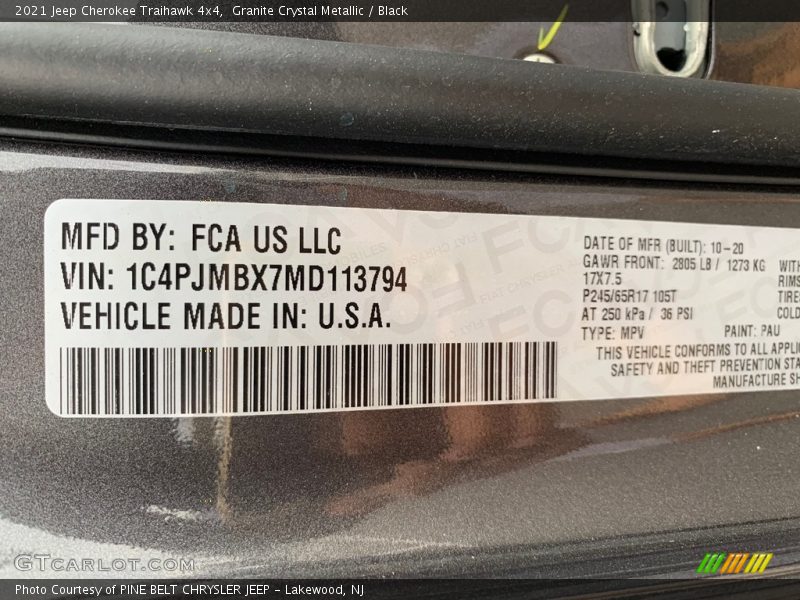 2021 Jeep Cherokee Traihawk 4x4,  Granite Crystal Metallic / Black
MFD BY: FCA US LLC
VIN: 1C4PJMBX7MD113794
VEHICLE MADE IN: U.S.A.
DATE OF MFR (BUILT): 10-20
GAWR FRONT: 2805 LB / 1273 KG WITH
17X7.5 RIMS
P245/65R17 105T TIRE
AT 250 kPa / 36 PSI COLD
TYPE: MPV PAINT: PAU
THIS VEHICLE CONFORMS TO ALL APPLIC
SAFETY AND THEFT PREVENTION STA
MANUFACTURE SH
GTcarlot.com
Photo Courtesy of PINE BELT CHRYSLER JEEP - Lakewood, NJ